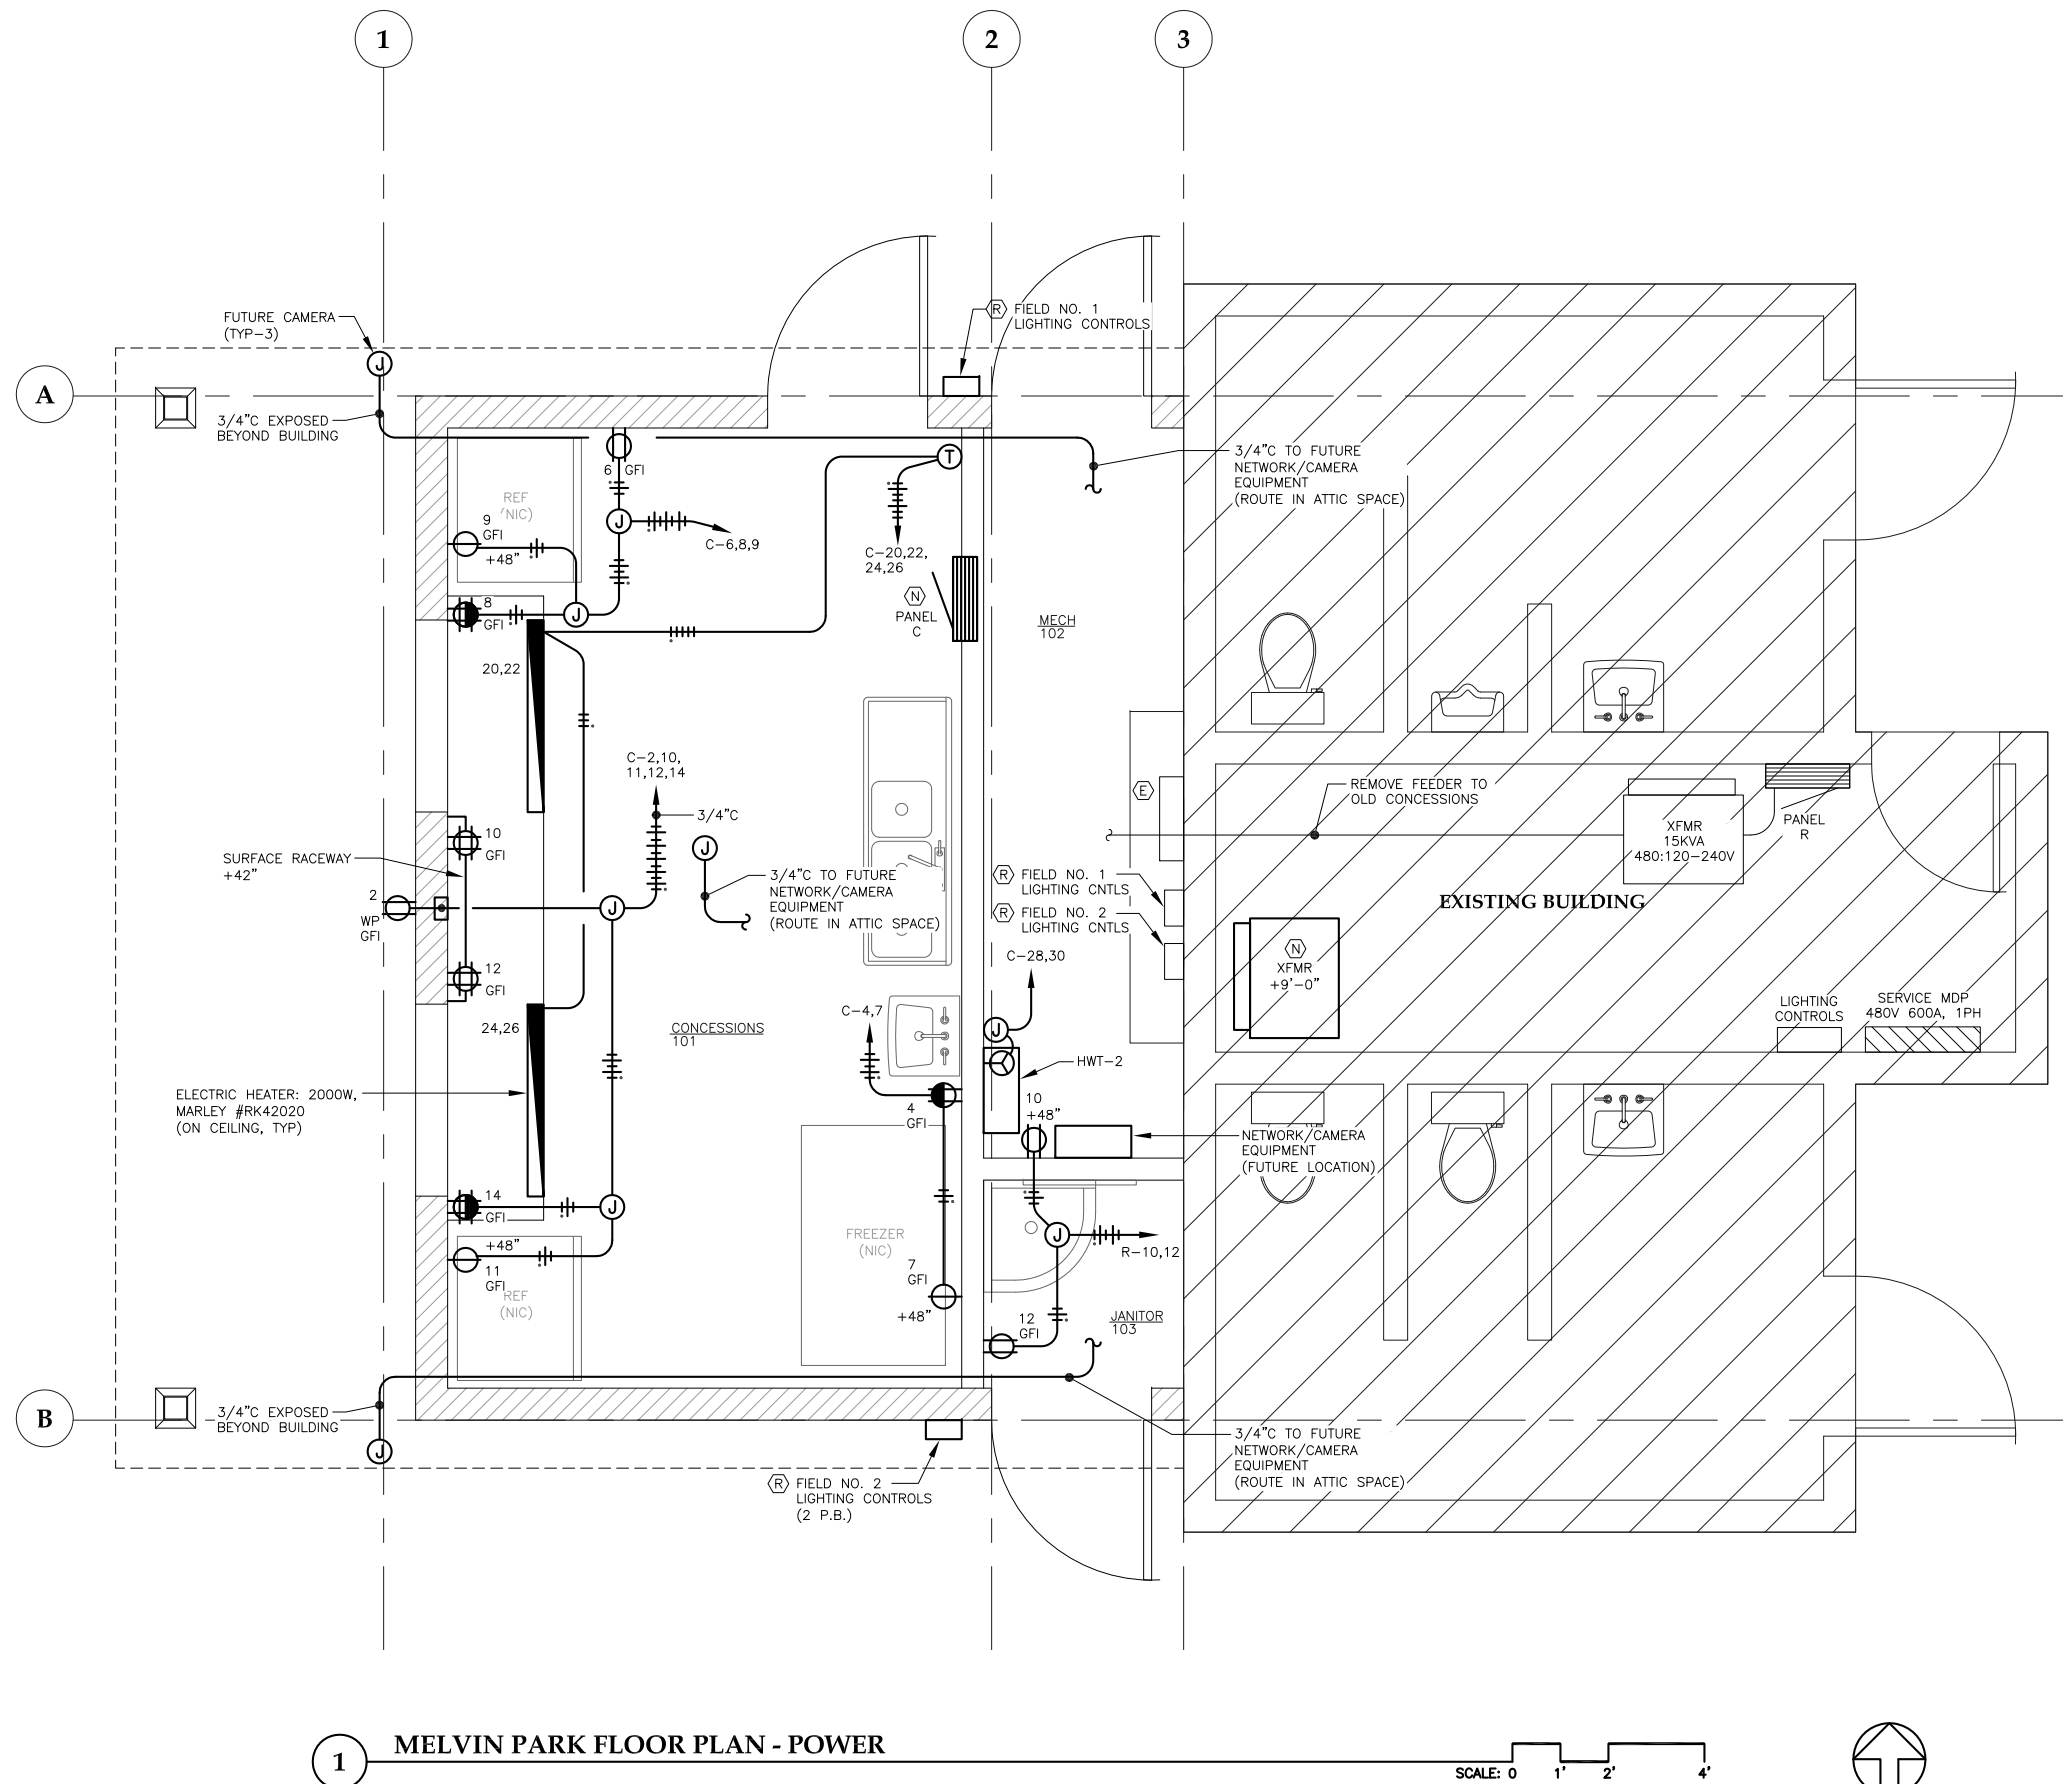 1
2
3
A
B
FUTURE CAMERA
(TYP-3)
Ⓡ FIELD NO. 1
LIGHTING CONTROLS
J
3/4"C EXPOSED
BEYOND BUILDING
6 GFI
T
3/4"C TO FUTURE
NETWORK/CAMERA
EQUIPMENT
(ROUTE IN ATTIC SPACE)
REF
(NIC)
9
GFI
+48"
J
C-6,8,9
C-20,22,
24,26
N
PANEL
C
8
GFI
J
MECH
102
20,22
C-2,10,
11,12,14
3/4"C
J
E
REMOVE FEEDER TO
OLD CONCESSIONS
XFMR
15KVA
480:120-240V
PANEL
R
10
GFI
SURFACE RACEWAY
+42"
2
WP
GFI
J
3/4"C TO FUTURE
NETWORK/CAMERA
EQUIPMENT
(ROUTE IN ATTIC SPACE)
R FIELD NO. 1
LIGHTING CNTLS
R FIELD NO. 2
LIGHTING CNTLS
EXISTING BUILDING
12
GFI
C-28,30
N
XFMR
+9'-0"
LIGHTING
CONTROLS
SERVICE MDP
480V 600A, 1PH
24,26
CONCESSIONS
101
C-4,7
J
HWT-2
ELECTRIC HEATER: 2000W,
MARLEY #RK42020
(ON CEILING, TYP)
4
GFI
10
+48"
NETWORK/CAMERA
EQUIPMENT
(FUTURE LOCATION)
14
GFI
J
+48"
11
GFI
REF
(NIC)
FREEZER
(NIC)
7
GFI
+48"
J
R-10,12
12
GFI
JANITOR
103
3/4"C EXPOSED
BEYOND BUILDING
J
3/4"C TO FUTURE
NETWORK/CAMERA
EQUIPMENT
(ROUTE IN ATTIC SPACE)
R FIELD NO. 2
LIGHTING CONTROLS
(2 P.B.)
1
MELVIN PARK FLOOR PLAN - POWER
SCALE: 0 1' 2' 4'